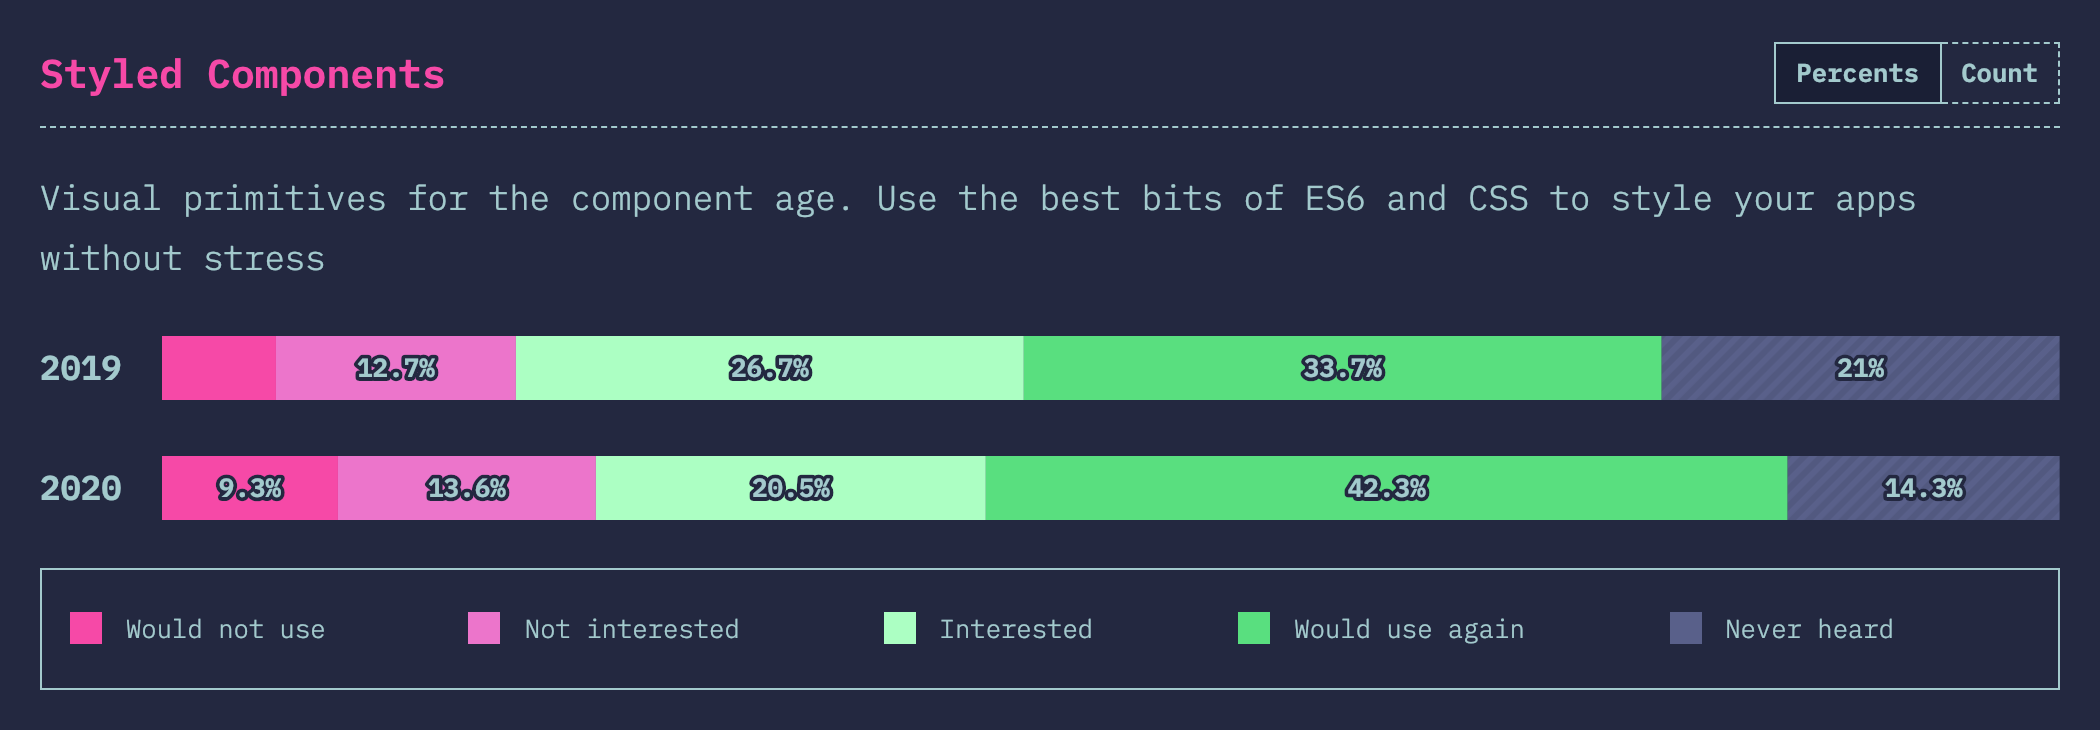 Styled Components
Percents Count
Visual primitives for the component age. Use the best bits of ES6 and CSS to style your apps
without stress
2019 12.7% 26.7% 33.7% 21%
2020 9.3% 13.6% 20.5% 42.3% 14.3%
Would not use Not interested Interested Would use again Never heard